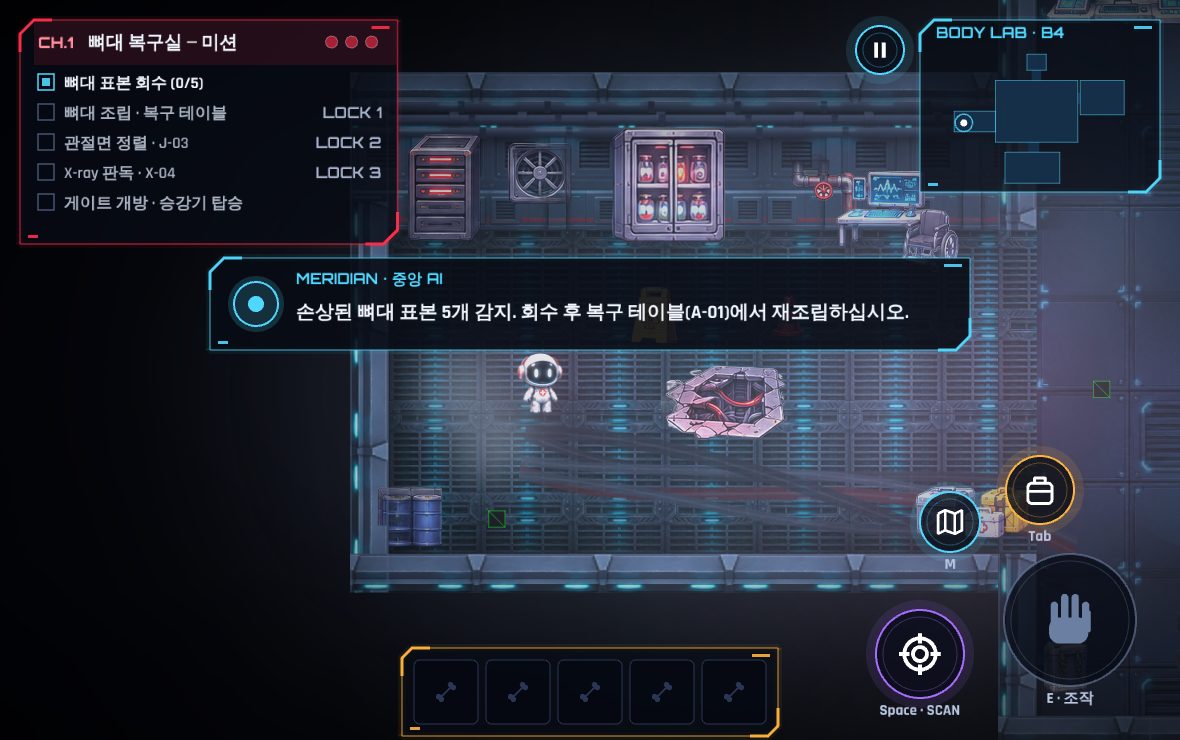 CH.1 뼈대 복구실 – 미션
뼈대 표본 회수 (0/5)
뼈대 조립 · 복구 테이블 LOCK 1
관절면 정렬 · J-03 LOCK 2
X-ray 판독 · X-04 LOCK 3
게이트 개방 · 승강기 탑승
BODY LAB · B4
MERIDIAN · 중앙 AI
손상된 뼈대 표본 5개 감지. 회수 후 복구 테이블(A-01)에서 재조립하십시오.
Tab
M
Space · SCAN
E · 조작